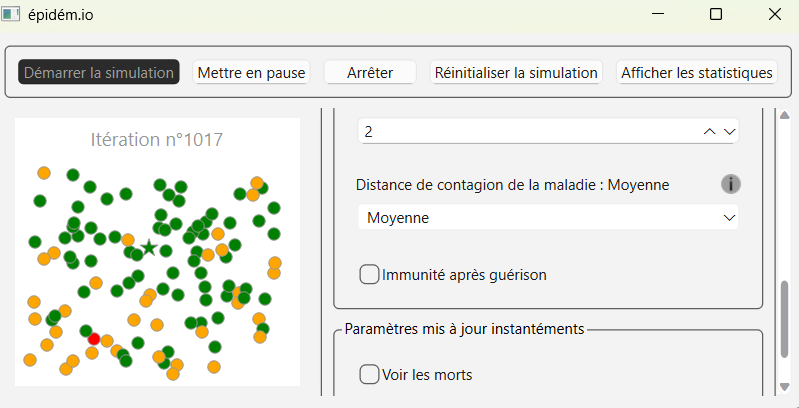 épidém.io
Démarrer la simulation
Mettre en pause
Arrêter
Réinitialiser la simulation
Afficher les statistiques
Itération n°1017
2
Distance de contagion de la maladie : Moyenne
i
Moyenne
Immunité après guérison
Paramètres mis à jour instantéments
Voir les morts